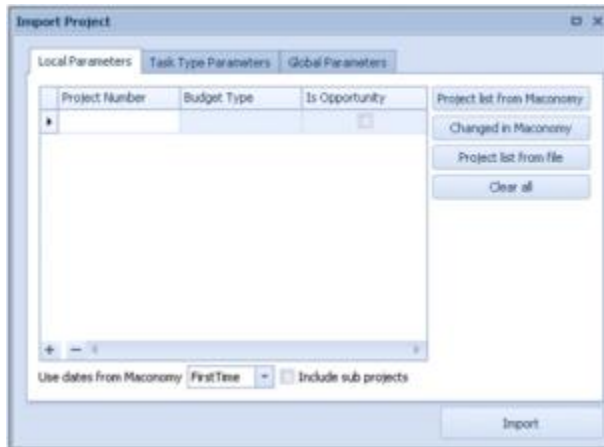 Import Project
Local Parameters Task Type Parameters Global Parameters
Project Number Budget Type Is Opportunity
Project list from Maconomy
Changed in Maconomy
Project list from file
Clear all
Use dates from Maconomy FirstTime Include sub projects
Import